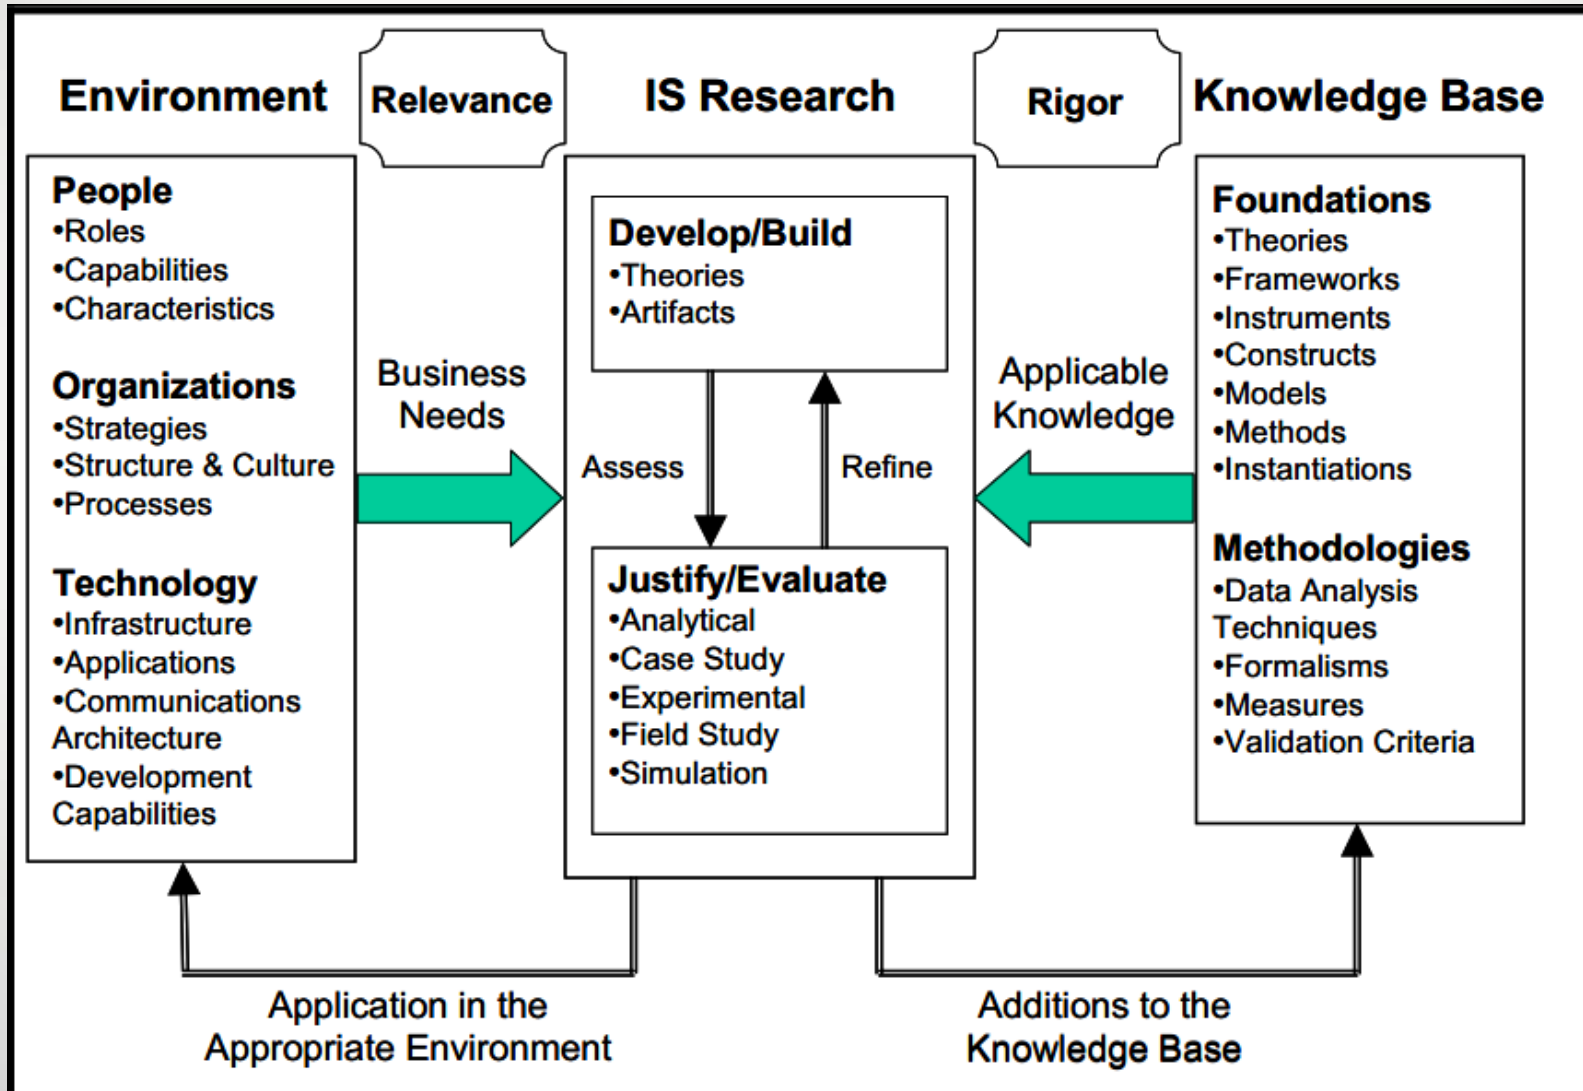 Environment
Relevance
IS Research
Rigor
Knowledge Base
People
•Roles
•Capabilities
•Characteristics
Organizations
•Strategies
•Structure & Culture
•Processes
Technology
•Infrastructure
•Applications
•Communications
Architecture
•Development
Capabilities
Business
Needs
Develop/Build
•Theories
•Artifacts
Assess
Refine
Justify/Evaluate
•Analytical
•Case Study
•Experimental
•Field Study
•Simulation
Applicable
Knowledge
Foundations
•Theories
•Frameworks
•Instruments
•Constructs
•Models
•Methods
•Instantiations
Methodologies
•Data Analysis
Techniques
•Formalisms
•Measures
•Validation Criteria
Application in the
Appropriate Environment
Additions to the
Knowledge Base